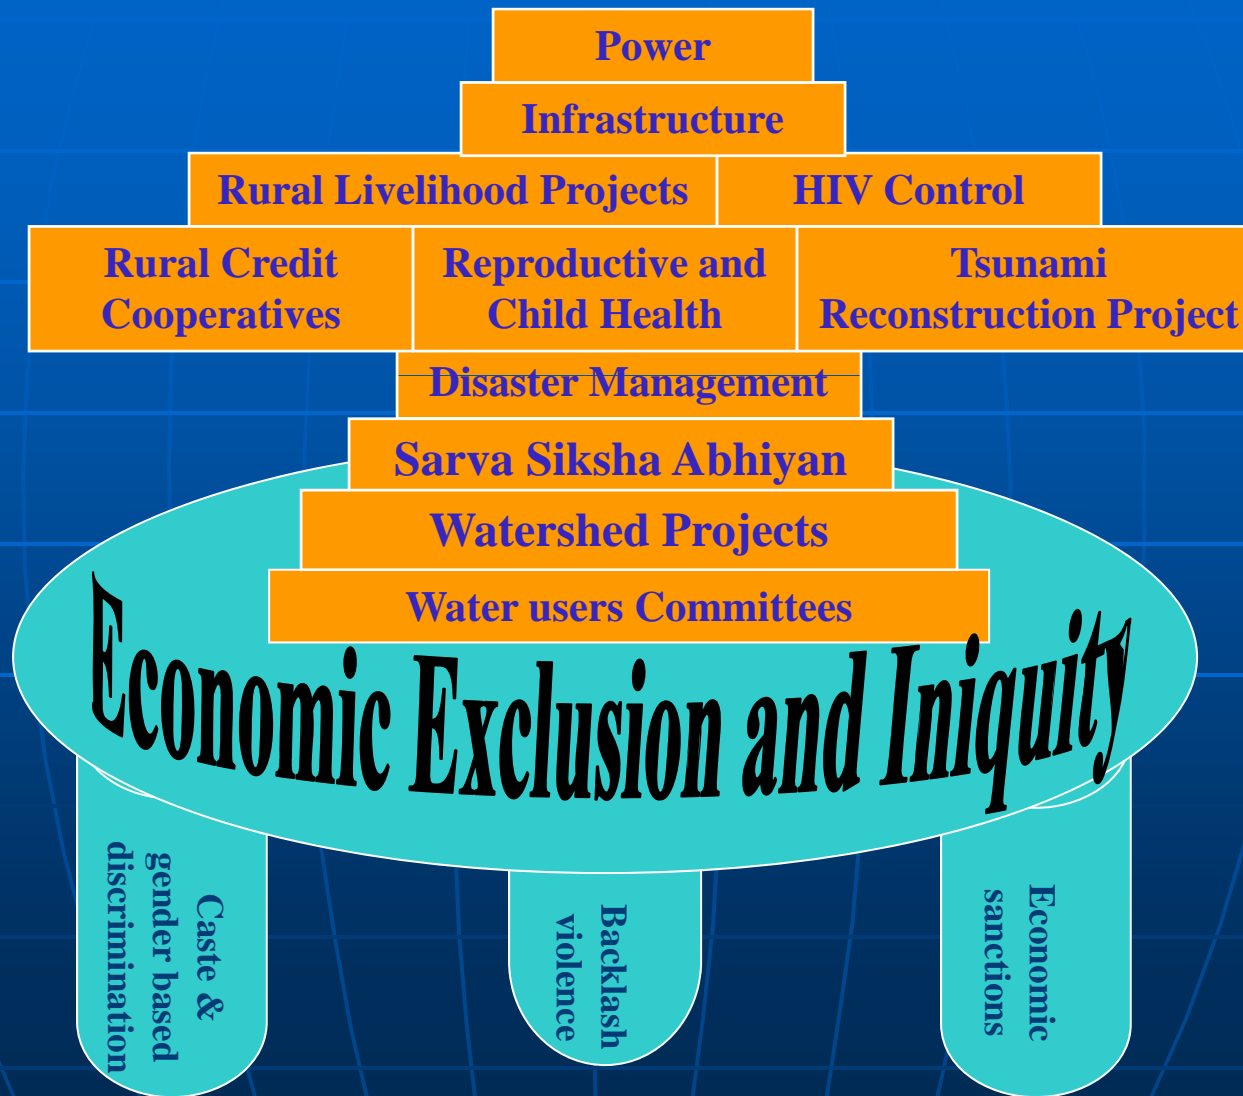 Power
Infrastructure
Rural Livelihood Projects
HIV Control
Rural Credit
Cooperatives
Reproductive and
Child Health
Tsunami
Reconstruction Project
Disaster Management
Sarva Siksha Abhiyan
Watershed Projects
Water users Committees
Economic Exclusion and Iniquity
Caste &
gender based
discrimination
Backlash
violence
Economic
sanctions